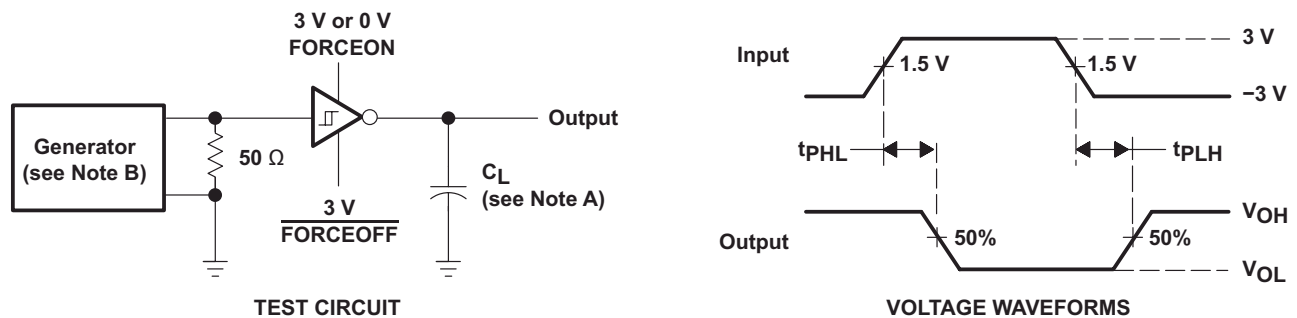 3 V or 0 V
FORCEON
Generator
(see Note B)
50 Ω
Output
CL
(see Note A)
3 V
FORCEOFF
TEST CIRCUIT
Input
3 V
1.5 V
1.5 V
−3 V
tPHL
tPLH
Output
50%
50%
VOH
VOL
VOLTAGE WAVEFORMS